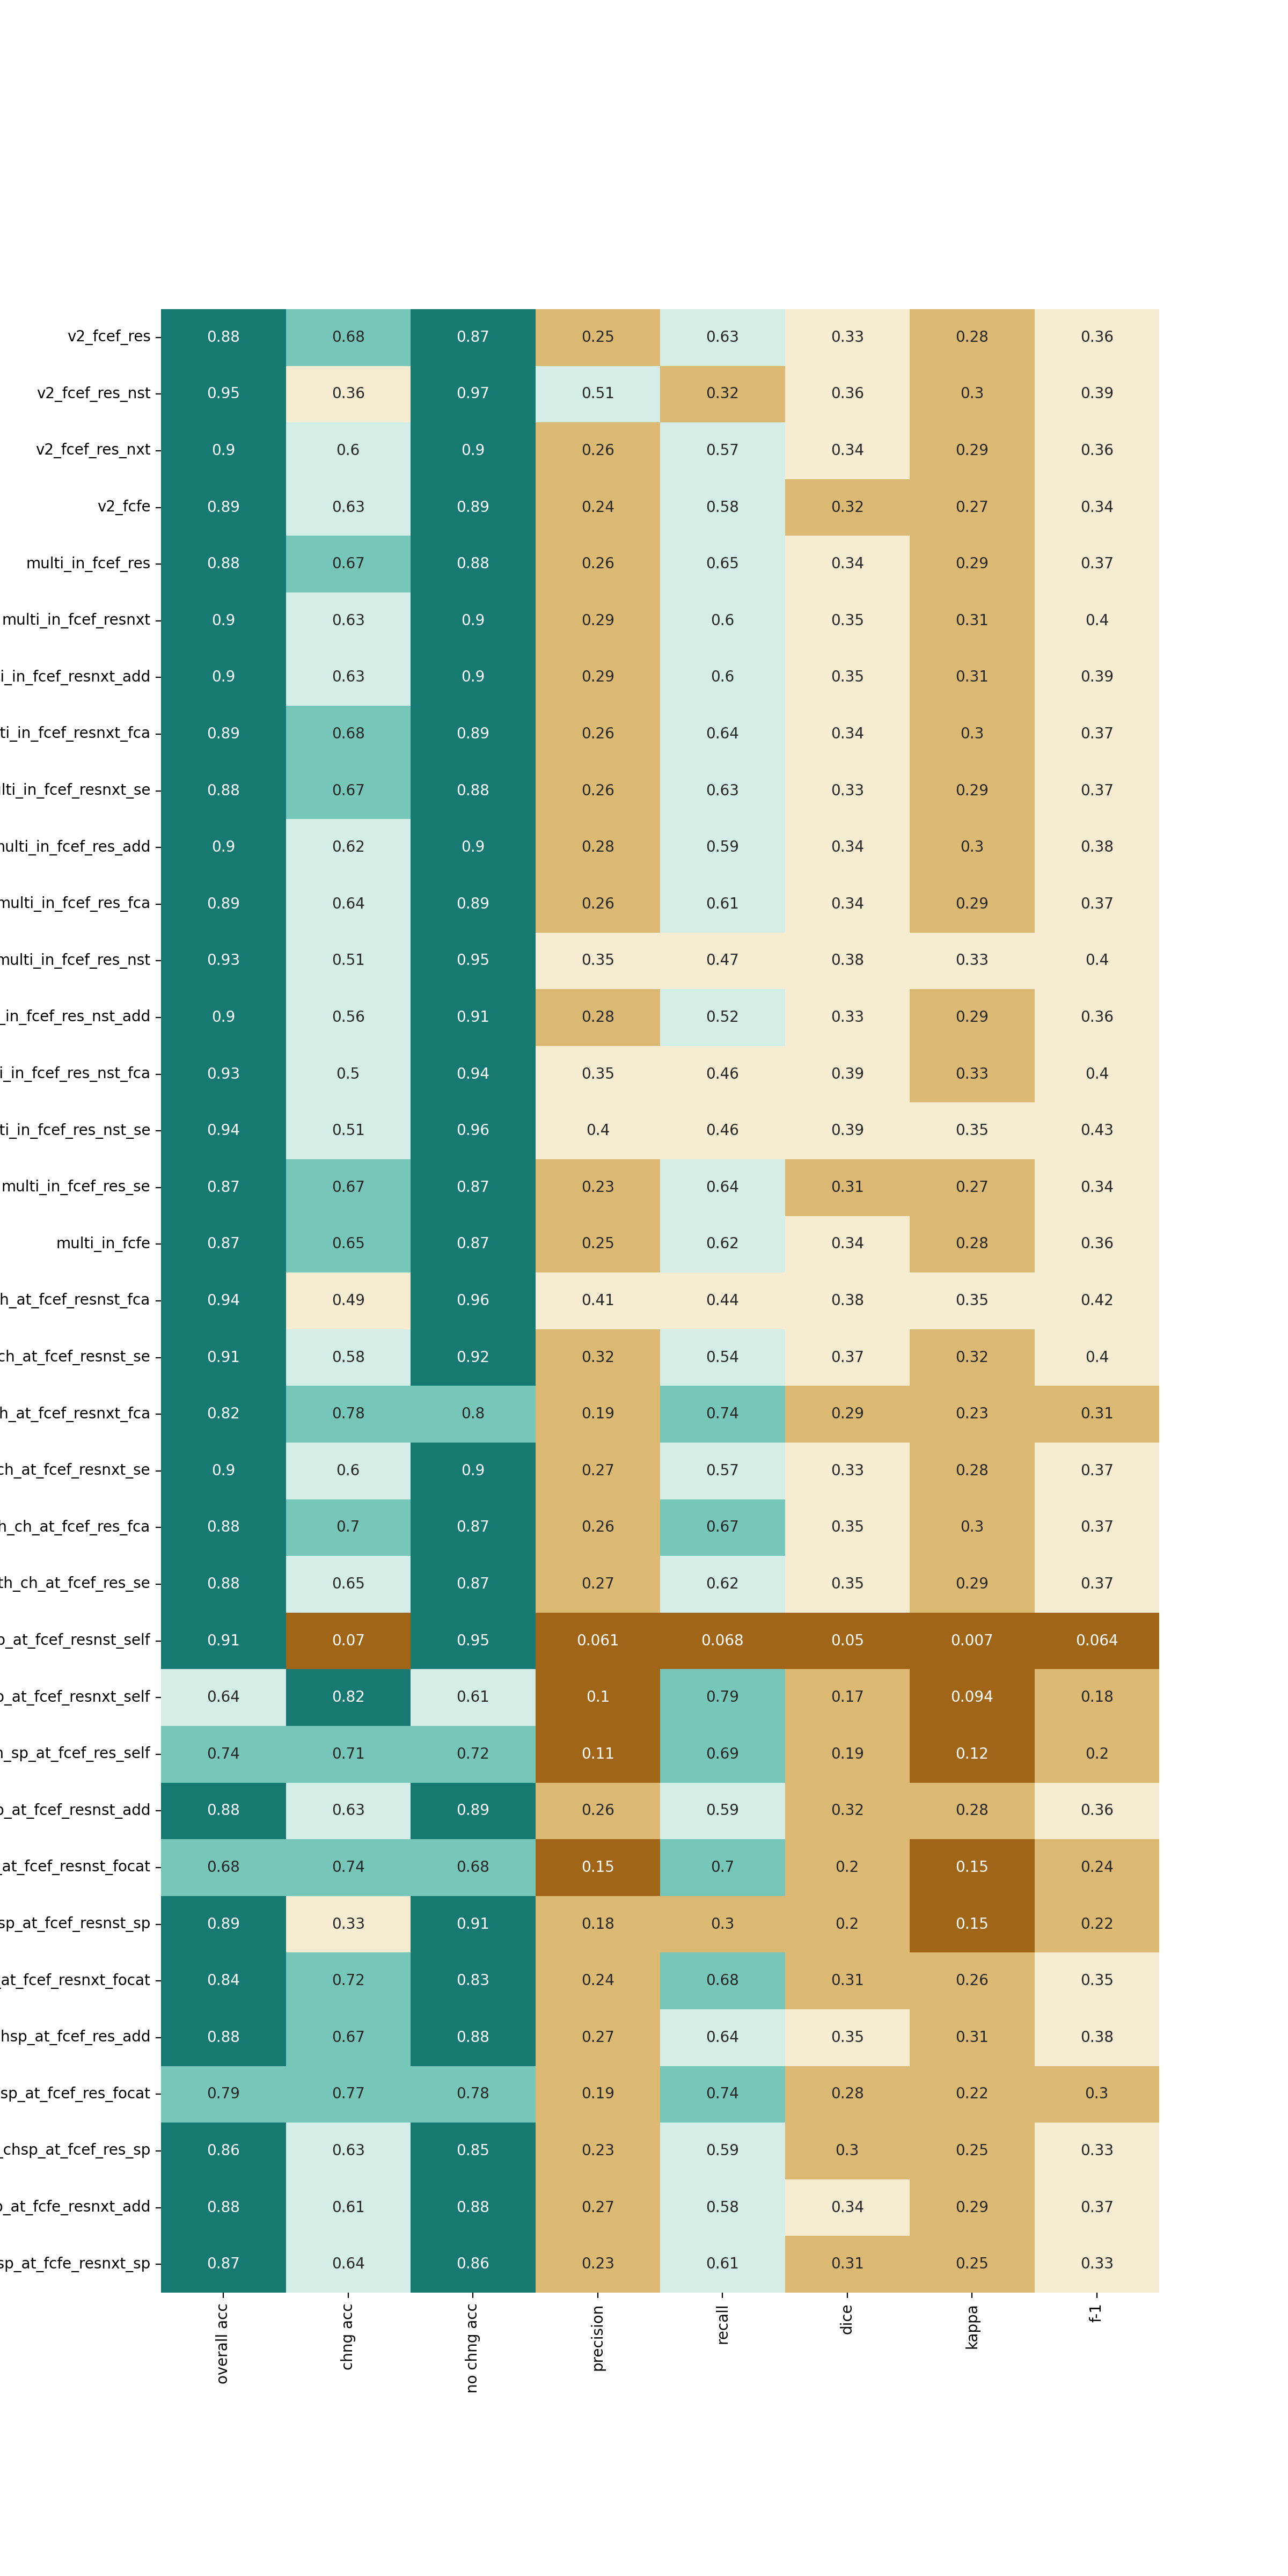 v2_fcef_res 0.88 0.68 0.87 0.25 0.63 0.33 0.28 0.36
v2_fcef_res_nst 0.95 0.36 0.97 0.51 0.32 0.36 0.3 0.39
v2_fcef_res_nxt 0.9 0.6 0.9 0.26 0.57 0.34 0.29 0.36
v2_fcfe 0.89 0.63 0.89 0.24 0.58 0.32 0.27 0.34
multi_in_fcef_res 0.88 0.67 0.88 0.26 0.65 0.34 0.29 0.37
multi_in_fcef_resnxt 0.9 0.63 0.9 0.29 0.6 0.35 0.31 0.4
i_in_fcef_resnxt_add 0.9 0.63 0.9 0.29 0.6 0.35 0.31 0.39
ti_in_fcef_resnxt_fca 0.89 0.68 0.89 0.26 0.64 0.34 0.3 0.37
lti_in_fcef_resnxt_se 0.88 0.67 0.88 0.26 0.63 0.33 0.29 0.37
multi_in_fcef_res_add 0.9 0.62 0.9 0.28 0.59 0.34 0.3 0.38
multi_in_fcef_res_fca 0.89 0.64 0.89 0.26 0.61 0.34 0.29 0.37
multi_in_fcef_res_nst 0.93 0.51 0.95 0.35 0.47 0.38 0.33 0.4
_in_fcef_res_nst_add 0.9 0.56 0.91 0.28 0.52 0.33 0.29 0.36
i_in_fcef_res_nst_fca 0.93 0.5 0.94 0.35 0.46 0.39 0.33 0.4
ti_in_fcef_res_nst_se 0.94 0.51 0.96 0.4 0.46 0.39 0.35 0.43
multi_in_fcef_res_se 0.87 0.67 0.87 0.23 0.64 0.31 0.27 0.34
multi_in_fcfe 0.87 0.65 0.87 0.25 0.62 0.34 0.28 0.36
h_at_fcef_resnst_fca 0.94 0.49 0.96 0.41 0.44 0.38 0.35 0.42
ch_at_fcef_resnst_se 0.91 0.58 0.92 0.32 0.54 0.37 0.32 0.4
h_at_fcef_resnxt_fca 0.82 0.78 0.8 0.19 0.74 0.29 0.23 0.31
ch_at_fcef_resnxt_se 0.9 0.6 0.9 0.27 0.57 0.33 0.28 0.37
h_ch_at_fcef_res_fca 0.88 0.7 0.87 0.26 0.67 0.35 0.3 0.37
th_ch_at_fcef_res_se 0.88 0.65 0.87 0.27 0.62 0.35 0.29 0.37
p_at_fcef_resnst_self 0.91 0.07 0.95 0.061 0.068 0.05 0.007 0.064
p_at_fcef_resnxt_self 0.64 0.82 0.61 0.1 0.79 0.17 0.094 0.18
h_sp_at_fcef_res_self 0.74 0.71 0.72 0.11 0.69 0.19 0.12 0.2
p_at_fcef_resnst_add 0.88 0.63 0.89 0.26 0.59 0.32 0.28 0.36
_at_fcef_resnst_focat 0.68 0.74 0.68 0.15 0.7 0.2 0.15 0.24
sp_at_fcef_resnst_sp 0.89 0.33 0.91 0.18 0.3 0.2 0.15 0.22
_at_fcef_resnxt_focat 0.84 0.72 0.83 0.24 0.68 0.31 0.26 0.35
hsp_at_fcef_res_add 0.88 0.67 0.88 0.27 0.64 0.35 0.31 0.38
sp_at_fcef_res_focat 0.79 0.77 0.78 0.19 0.74 0.28 0.22 0.3
_chsp_at_fcef_res_sp 0.86 0.63 0.85 0.23 0.59 0.3 0.25 0.33
p_at_fcfe_resnxt_add 0.88 0.61 0.88 0.27 0.58 0.34 0.29 0.37
sp_at_fcfe_resnxt_sp 0.87 0.64 0.86 0.23 0.61 0.31 0.25 0.33
overall acc
chng acc
no chng acc
precision
recall
dice
kappa
f-1